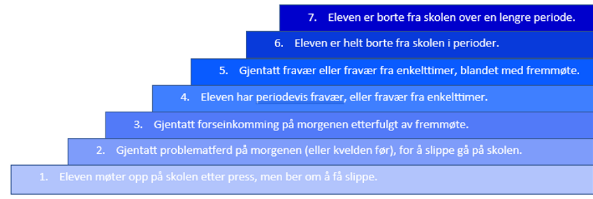 7. Eleven er borte fra skolen over en lengre periode.
6. Eleven er helt borte fra skolen i perioder.
5. Gjentatt fravær eller fravær fra enkelttimer, blandet med fremmøte.
4. Eleven har periodevis fravær, eller fravær fra enkelttimer.
3. Gjentatt forseinkomming på morgenen etterfulgt av fremmøte.
2. Gjentatt problematferd på morgenen (eller kvelden før), for å slippe gå på skolen.
1. Eleven møter opp på skolen etter press, men ber om å få slippe.